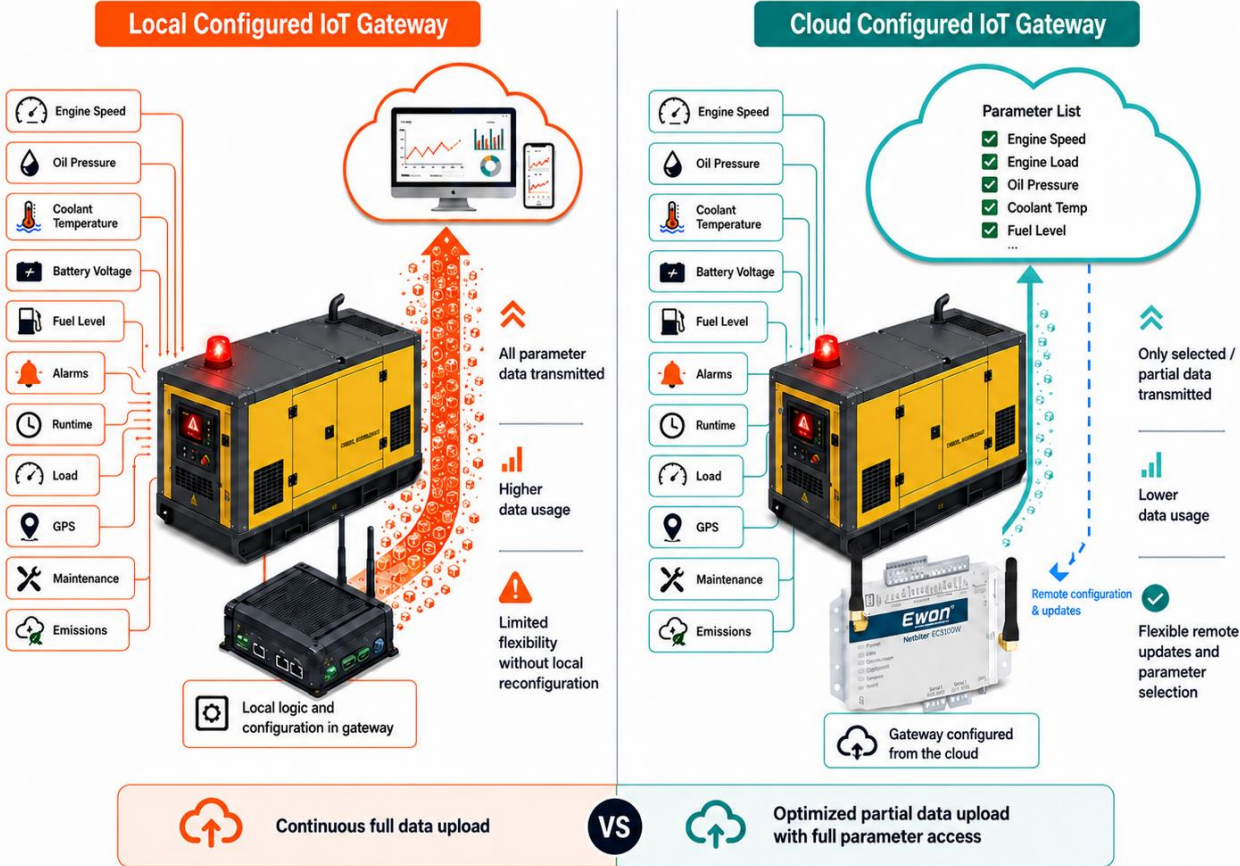 Local Configured IoT Gateway
Engine Speed
Oil Pressure
Coolant
Temperature
Battery Voltage
Fuel Level
Alarms
Runtime
Load
GPS
Maintenance
Emissions
All parameter
data transmitted
Higher
data usage
Limited
flexibility
without local
reconfiguration
Local logic and
configuration in gateway
Cloud Configured IoT Gateway
Engine Speed
Oil Pressure
Coolant
Temperature
Battery Voltage
Fuel Level
Alarms
Runtime
Load
GPS
Maintenance
Emissions
Parameter List
Engine Speed
Engine Load
Oil Pressure
Coolant Temp
Fuel Level
...
Only selected /
partial data
transmitted
Lower
data usage
Remote configuration
& updates
Flexible remote
updates and
parameter
selection
Ewon®
Netbiter EC3100W
Gateway configured
from the cloud
Continuous full data upload
VS
Optimized partial data upload
with full parameter access